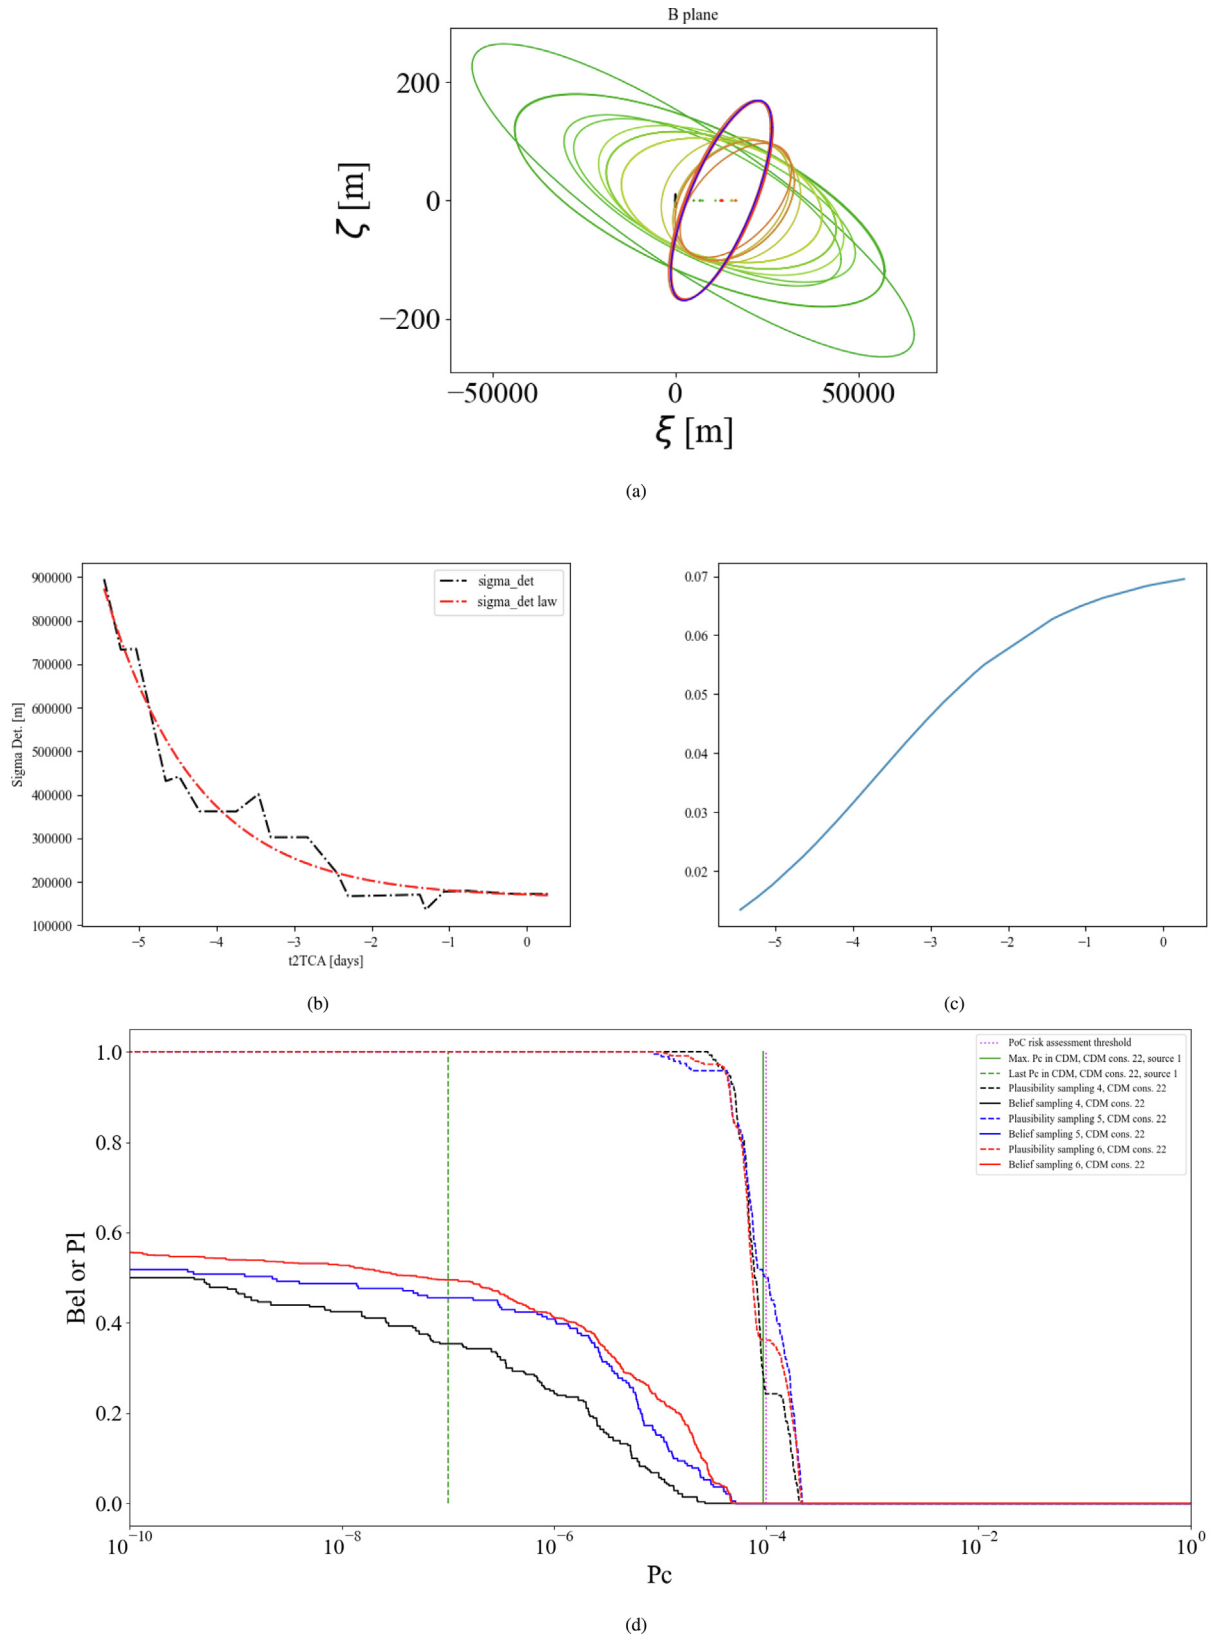 B plane
200
0
−200
ζ [m]
−50000
0
50000
ξ [m]
(a)
900000
800000
700000
600000
500000
400000
300000
200000
100000
Sigma Det. [m]
sigma_det
sigma_det law
−5
−4
−3
−2
−1
0
t2TCA [days]
(b)
0.07
0.06
0.05
0.04
0.03
0.02
−5
−4
−3
−2
−1
0
(c)
1.0
0.8
0.6
0.4
0.2
0.0
Bel or Pl
PoC risk assessment threshold
Max. Pc in CDM, CDM cons. 22, source 1
Last Pc in CDM, CDM cons. 22, source 1
Plausibility sampling 4, CDM cons. 22
Belief sampling 4, CDM cons. 22
Plausibility sampling 5, CDM cons. 22
Belief sampling 5, CDM cons. 22
Plausibility sampling 6, CDM cons. 22
Belief sampling 6, CDM cons. 22
10⁻¹⁰
10⁻⁸
10⁻⁶
10⁻⁴
10⁻²
10⁰
Pc
(d)